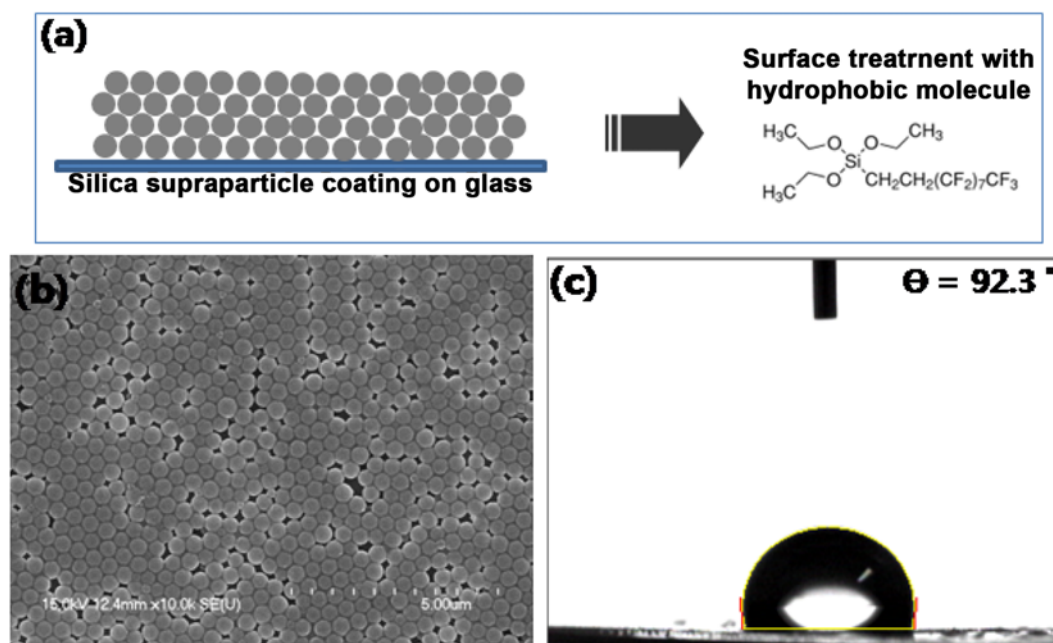 (a)
Silica supraparticle coating on glass
Surface treatrnent with
hydrophobic molecule
H₃C
O
O
CH₃
Si
H₃C
O
CH₂CH₂(CF₂)₇CF₃
(b)
15.0kV 12.4mm x10.0k SE(U)
5.00um
(c)
Θ = 92.3 °